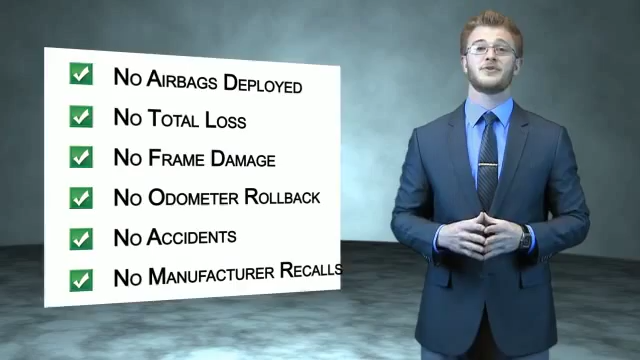 No Airbags Deployed
No Total Loss
No Frame Damage
No Odometer Rollback
No Accidents
No Manufacturer Recalls